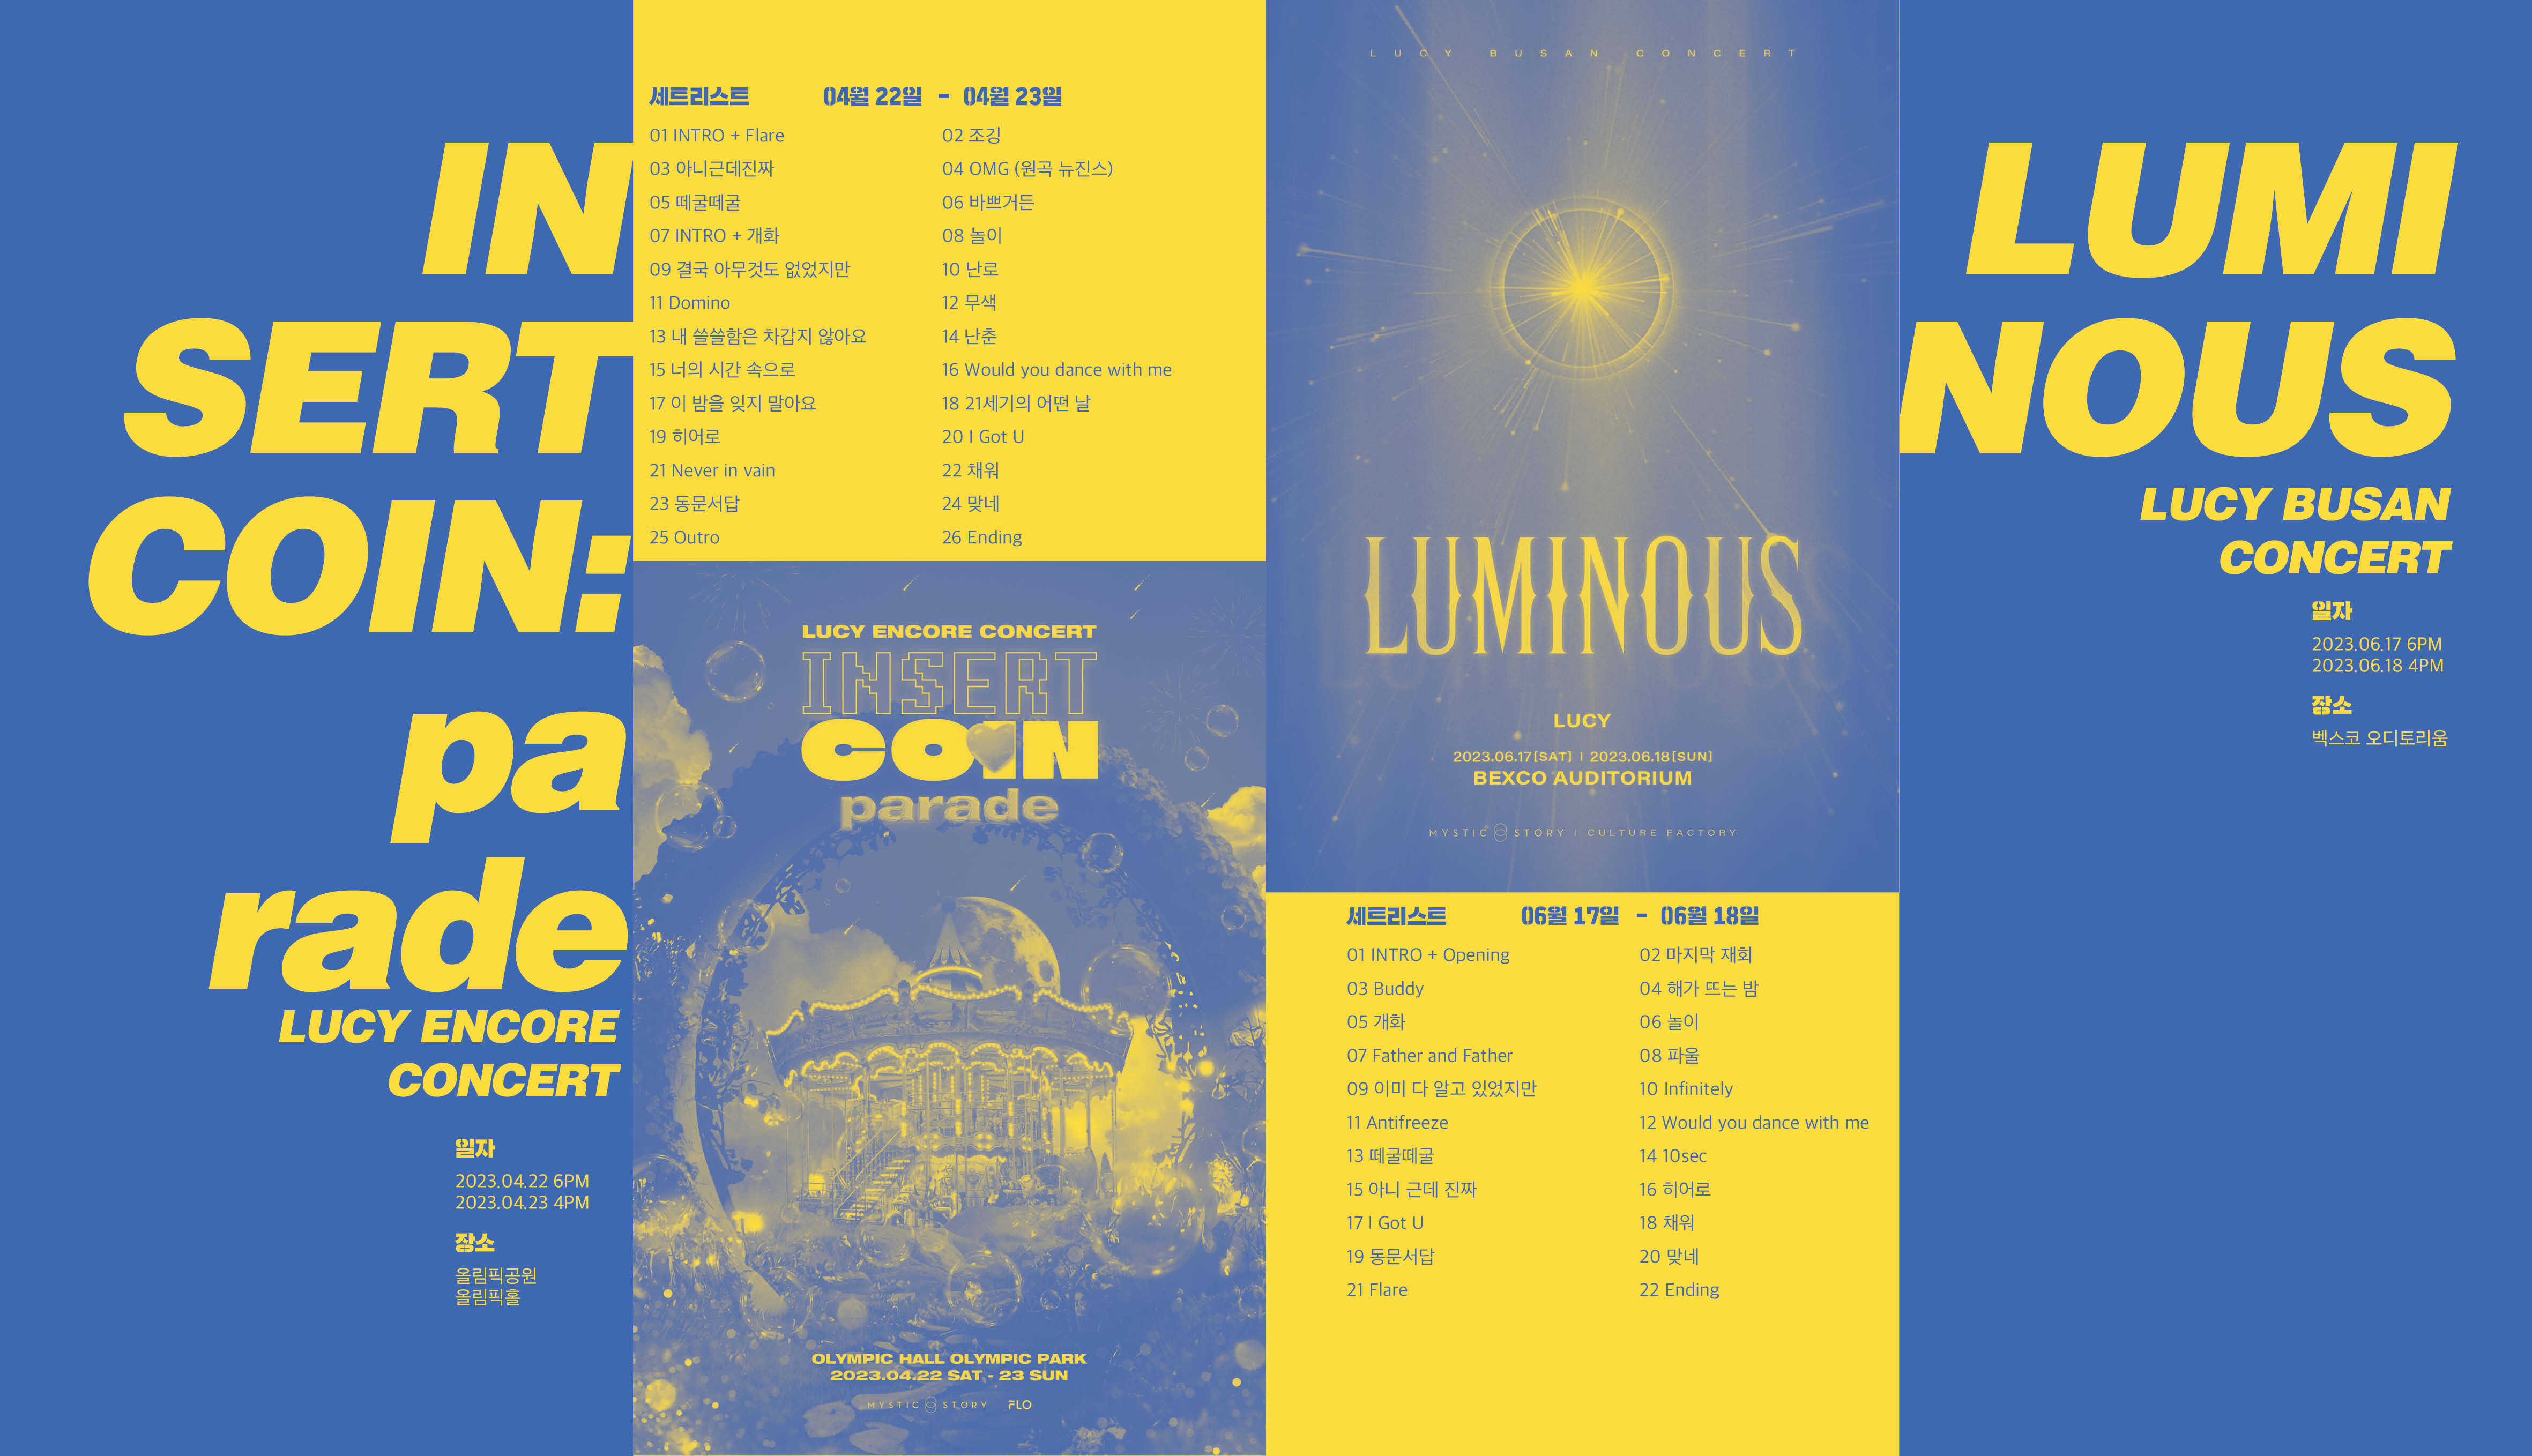 IN
SERT
COIN:
pa
rade
LUCY ENCORE
CONCERT
일자
2023.04.22 6PM
2023.04.23 4PM
장소
올림픽공원
올림픽홀
세트리스트 04월 22일 - 04월 23일
01 INTRO + Flare 02 조깅
03 아니근데진짜 04 OMG (원곡 뉴진스)
05 떼굴떼굴 06 바쁘거든
07 INTRO + 개화 08 놀이
09 결국 아무것도 없었지만 10 난로
11 Domino 12 무색
13 내 쓸쓸함은 차갑지 않아요 14 난춘
15 너의 시간 속으로 16 Would you dance with me
17 이 밤을 잊지 말아요 18 21세기의 어떤 날
19 히어로 20 I Got U
21 Never in vain 22 채워
23 동문서답 24 맞네
25 Outro 26 Ending
LUCY ENCORE CONCERT
INSERT
COIN
parade
OLYMPIC HALL OLYMPIC PARK
2023.04.22 SAT - 23 SUN
MYSTIC STORY FLO
LUCY BUSAN CONCERT
LUMINOUS
LUCY
2023.06.17[SAT] | 2023.06.18[SUN]
BEXCO AUDITORIUM
MYSTIC STORY | CULTURE FACTORY
세트리스트 06월 17일 - 06월 18일
01 INTRO + Opening 02 마지막 재회
03 Buddy 04 해가 뜨는 밤
05 개화 06 놀이
07 Father and Father 08 파울
09 이미 다 알고 있었지만 10 Infinitely
11 Antifreeze 12 Would you dance with me
13 떼굴떼굴 14 10sec
15 아니 근데 진짜 16 히어로
17 I Got U 18 채워
19 동문서답 20 맞네
21 Flare 22 Ending
LUMI
NOUS
LUCY BUSAN
CONCERT
일자
2023.06.17 6PM
2023.06.18 4PM
장소
벡스코 오디토리움